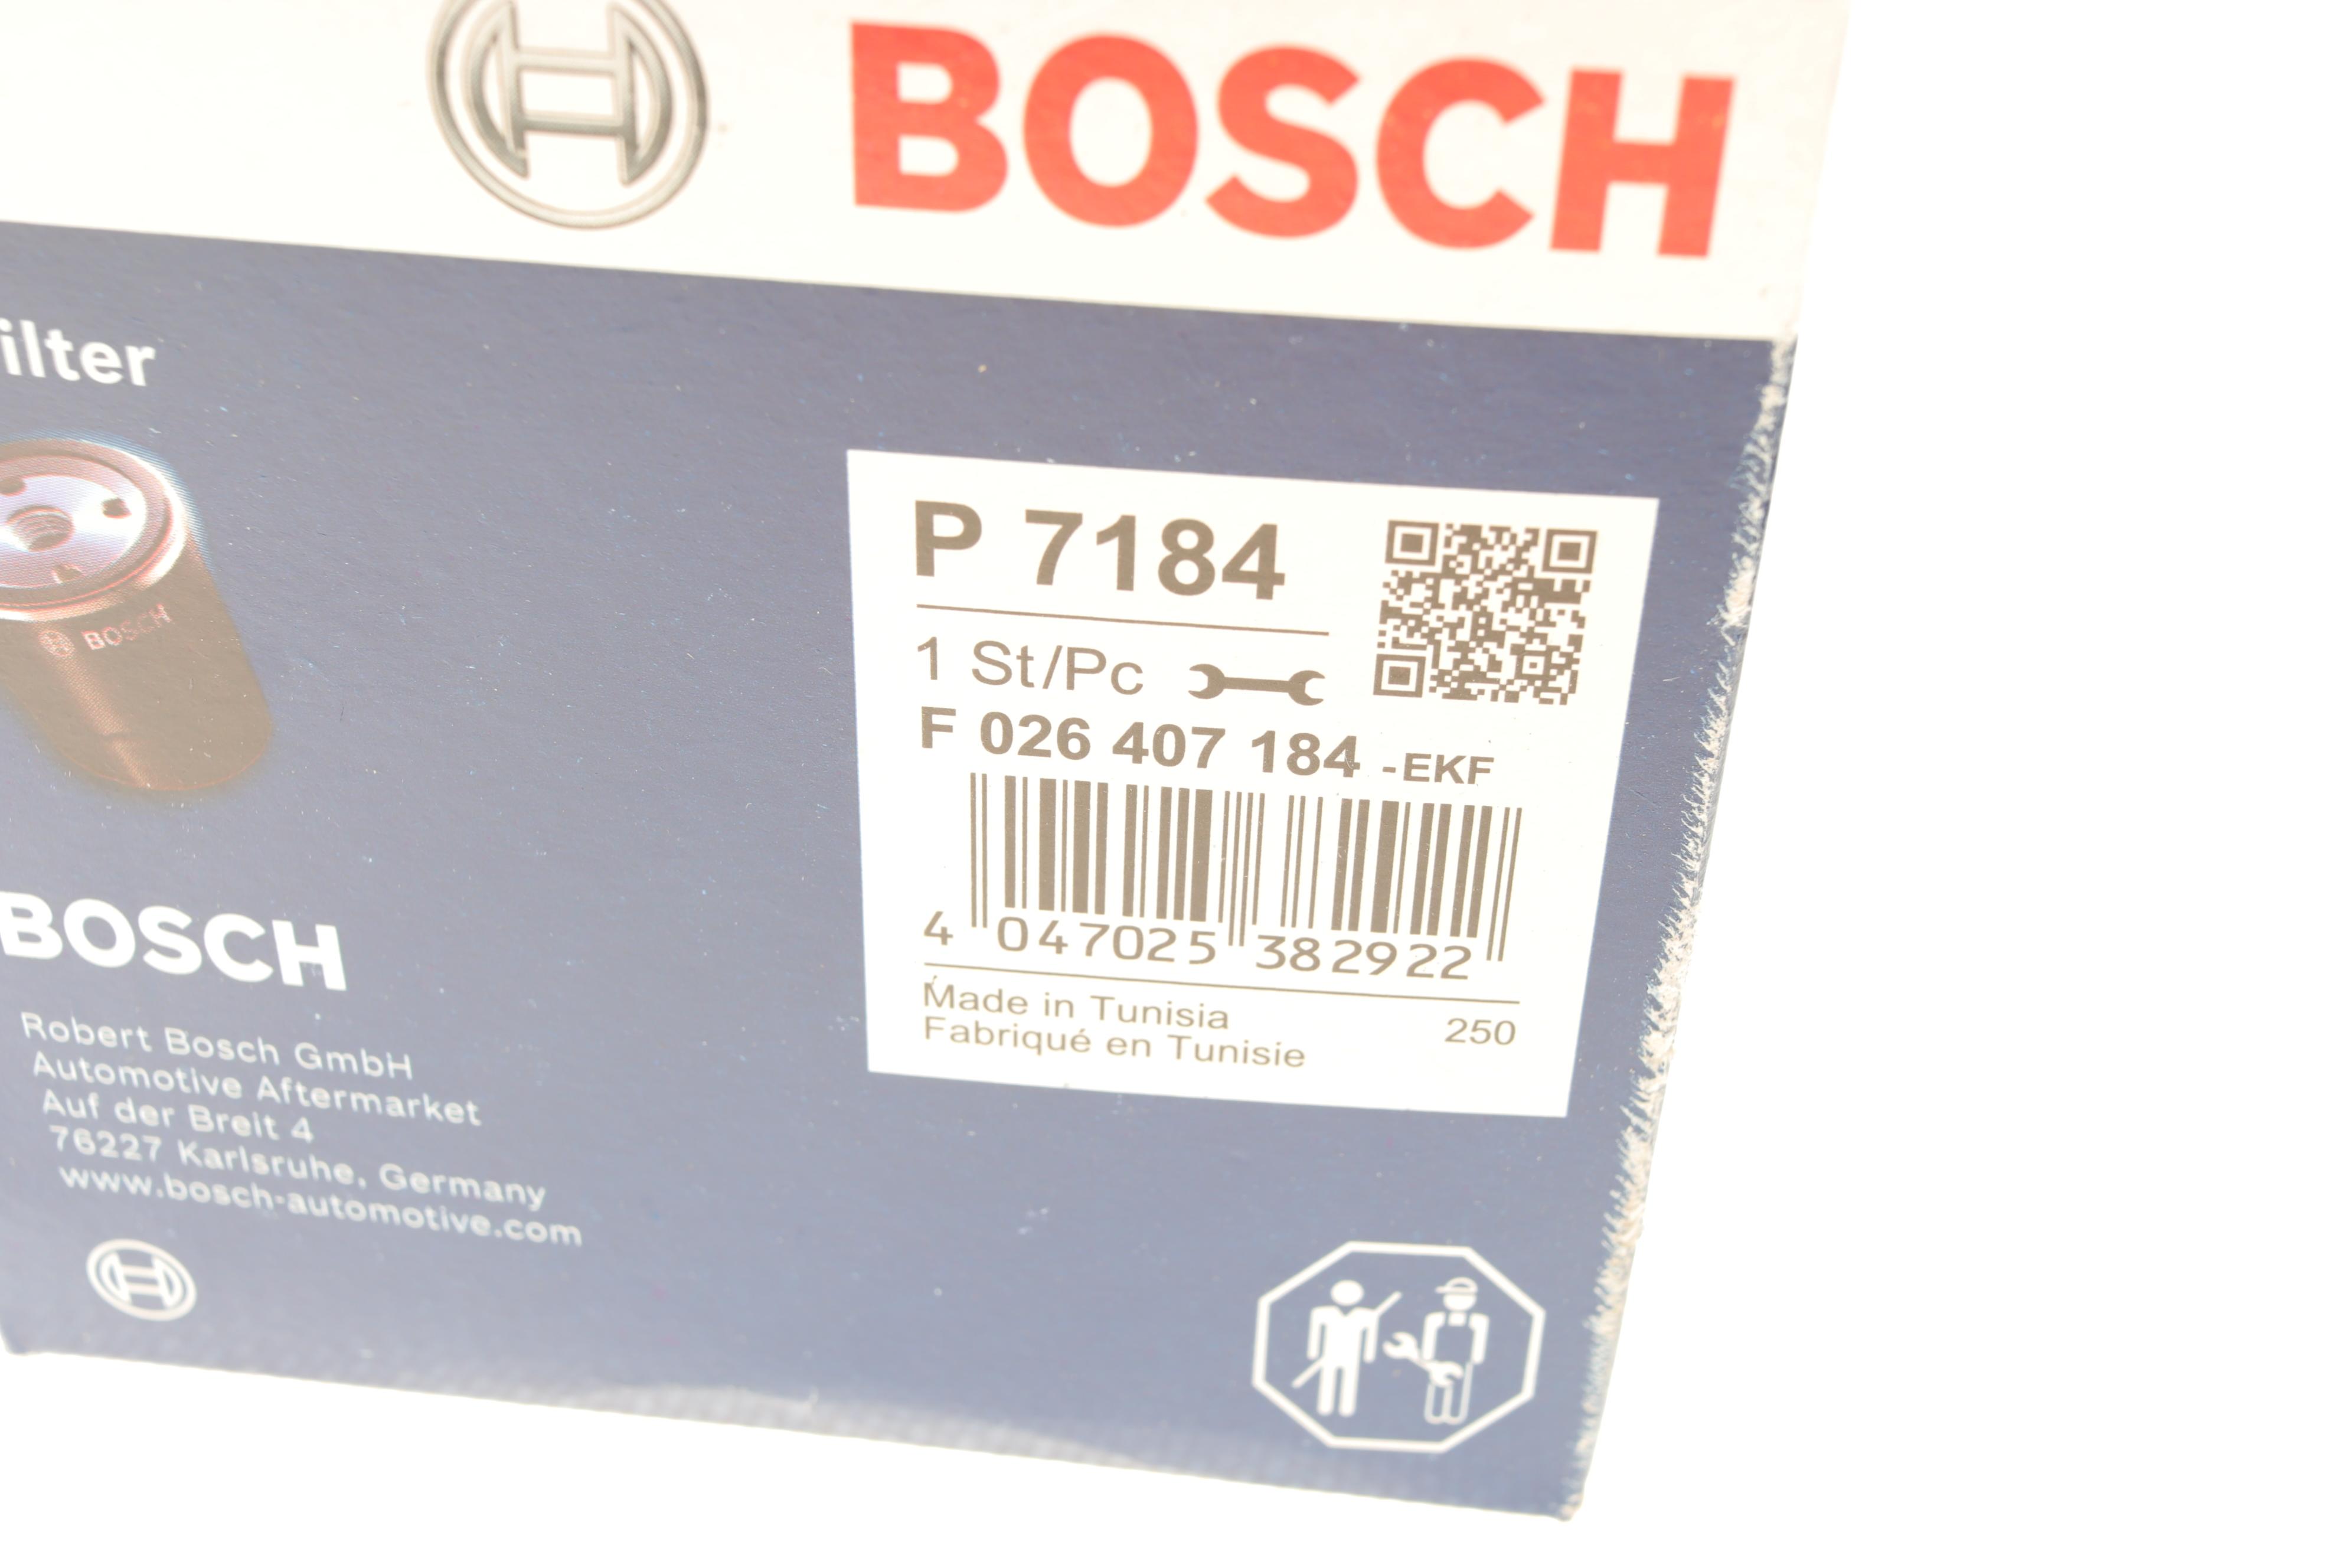 BOSCH
ilter
BOSCH
P 7184
1 St/Pc
F 026 407 184 -EKF
4 047025 382922
Made in Tunisia
Fabriqué en Tunisie
250
BOSCH
Robert Bosch GmbH
Automotive Aftermarket
Auf der Breit 4
76227 Karlsruhe, Germany
www.bosch-automotive.com